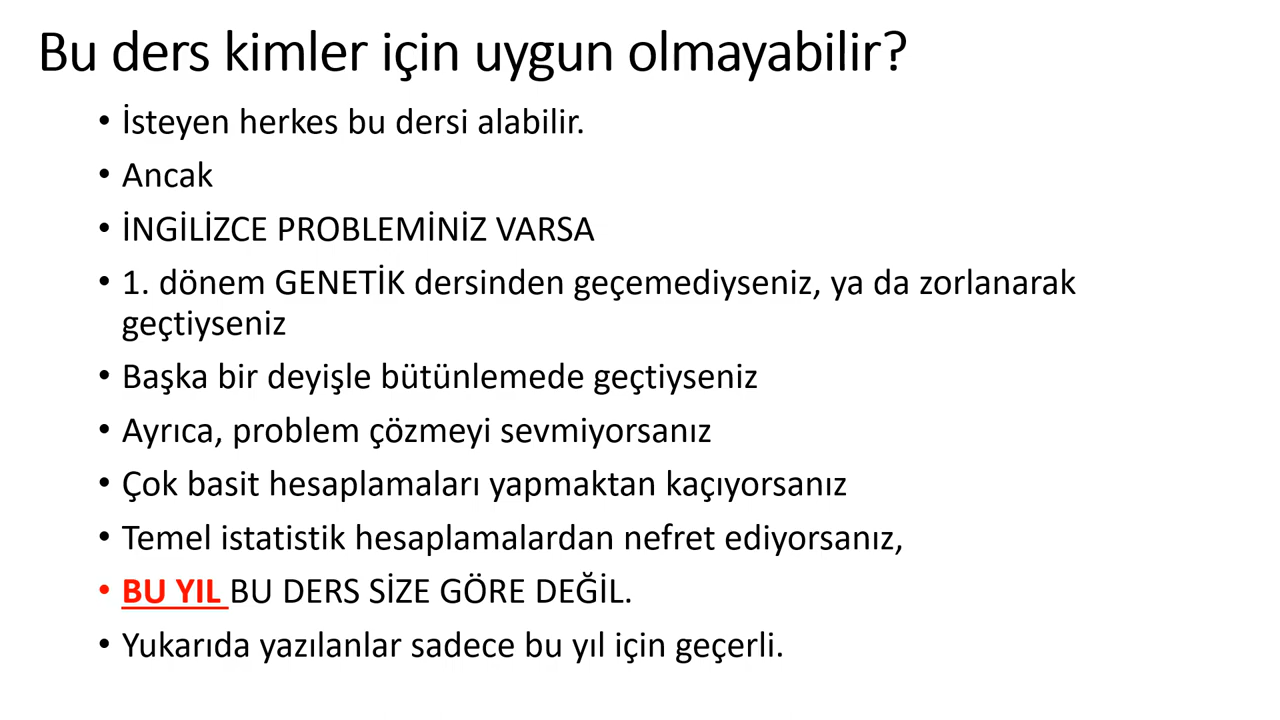 Bu ders kimler için uygun olmayabilir?
• İsteyen herkes bu dersi alabilir.
• Ancak
• İNGİLİZCE PROBLEMİNİZ VARSA
• 1. dönem GENETİK dersinden geçemediyseniz, ya da zorlanarak
geçtiyseniz
• Başka bir deyişle bütünlemede geçtiyseniz
• Ayrıca, problem çözmeyi sevmiyorsanız
• Çok basit hesaplamaları yapmaktan kaçıyorsanız
• Temel istatistik hesaplamalardan nefret ediyorsanız,
• BU YIL BU DERS SİZE GÖRE DEĞİL.
• Yukarıda yazılanlar sadece bu yıl için geçerli.